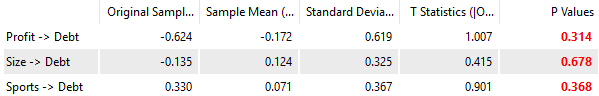 Original Sampl... Sample Mean (... Standard Devia... T Statistics (|O... P Values
Profit -> Debt -0.624 -0.172 0.619 1.007 0.314
Size -> Debt -0.135 0.124 0.325 0.415 0.678
Sports -> Debt 0.330 0.071 0.367 0.901 0.368